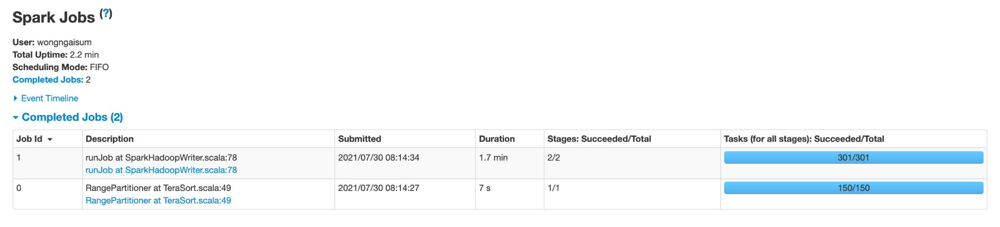 Spark Jobs (?)
User: wongngaisum
Total Uptime: 2.2 min
Scheduling Mode: FIFO
Completed Jobs: 2
Event Timeline
Completed Jobs (2)
Job Id Description Submitted Duration Stages: Succeeded/Total Tasks (for all stages): Succeeded/Total
1 runJob at SparkHadoopWriter.scala:78 2021/07/30 08:14:34 1.7 min 2/2 301/301
runJob at SparkHadoopWriter.scala:78
0 RangePartitioner at TeraSort.scala:49 2021/07/30 08:14:27 7 s 1/1 150/150
RangePartitioner at TeraSort.scala:49